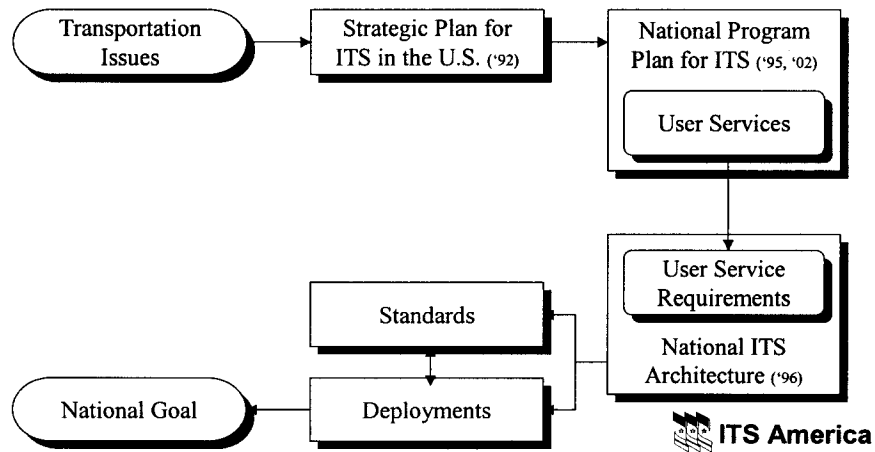 Transportation
Issues
Strategic Plan for
ITS in the U.S. ('92)
National Program
Plan for ITS ('95, '02)
User Services
User Service
Requirements
National ITS
Architecture ('96)
Standards
Deployments
National Goal
ITS America